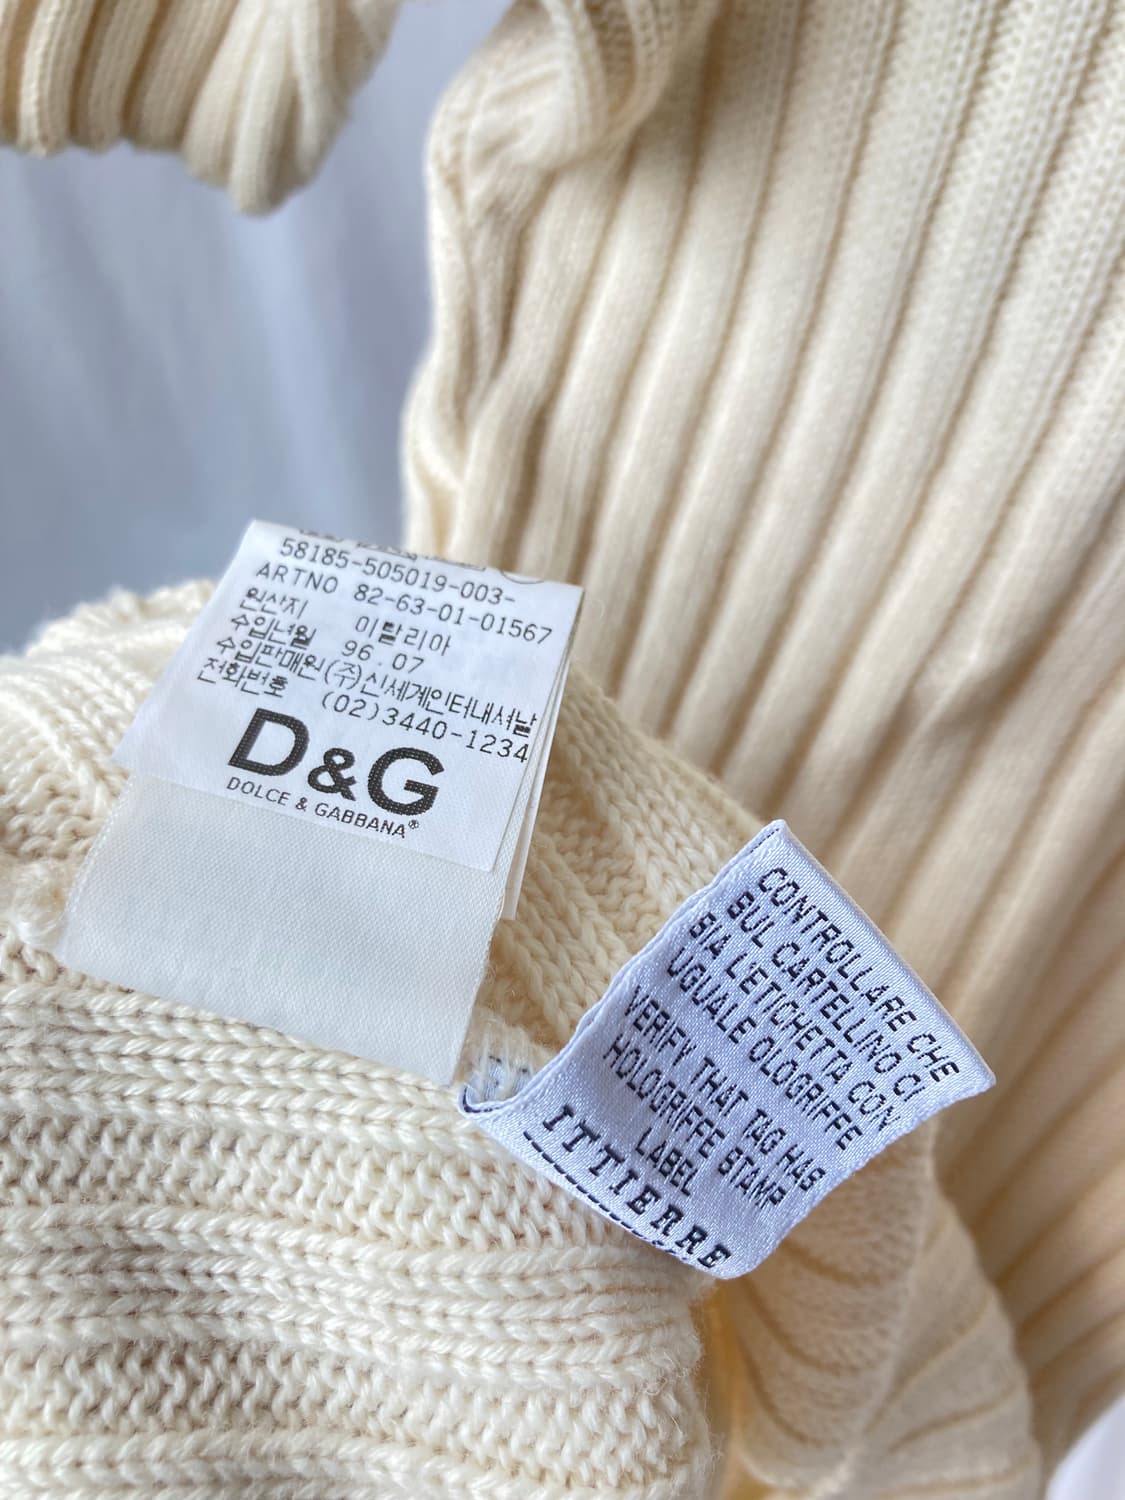 58185-505019-003-
ARTNO 82-63-01-01567
원산지 이탈리아
수입년월 96.07
수입판매원(주)신세계인터내셔날
전화번호 (02)3440-1234
D&G
DOLCE & GABBANA®
CONTROLLARE CHE
SUL CARTELLINO CI
SIA L'ETICHETTA CON
UGUALE OLOGRIFFE
VERIFY THAT TAG HAS
HOLOGRIFFE STAMP
LABEL
ITTIERRE